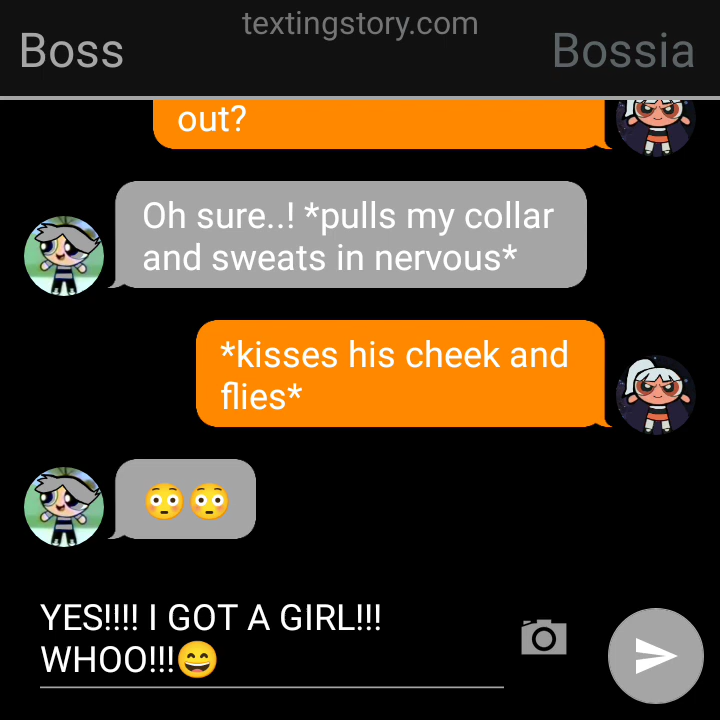 textingstory.com
Boss
Bossia
out?
Oh sure..! *pulls my collar
and sweats in nervous*
*kisses his cheek and
flies*
😳😳
YES!!!! I GOT A GIRL!!!
WHOO!!!😄